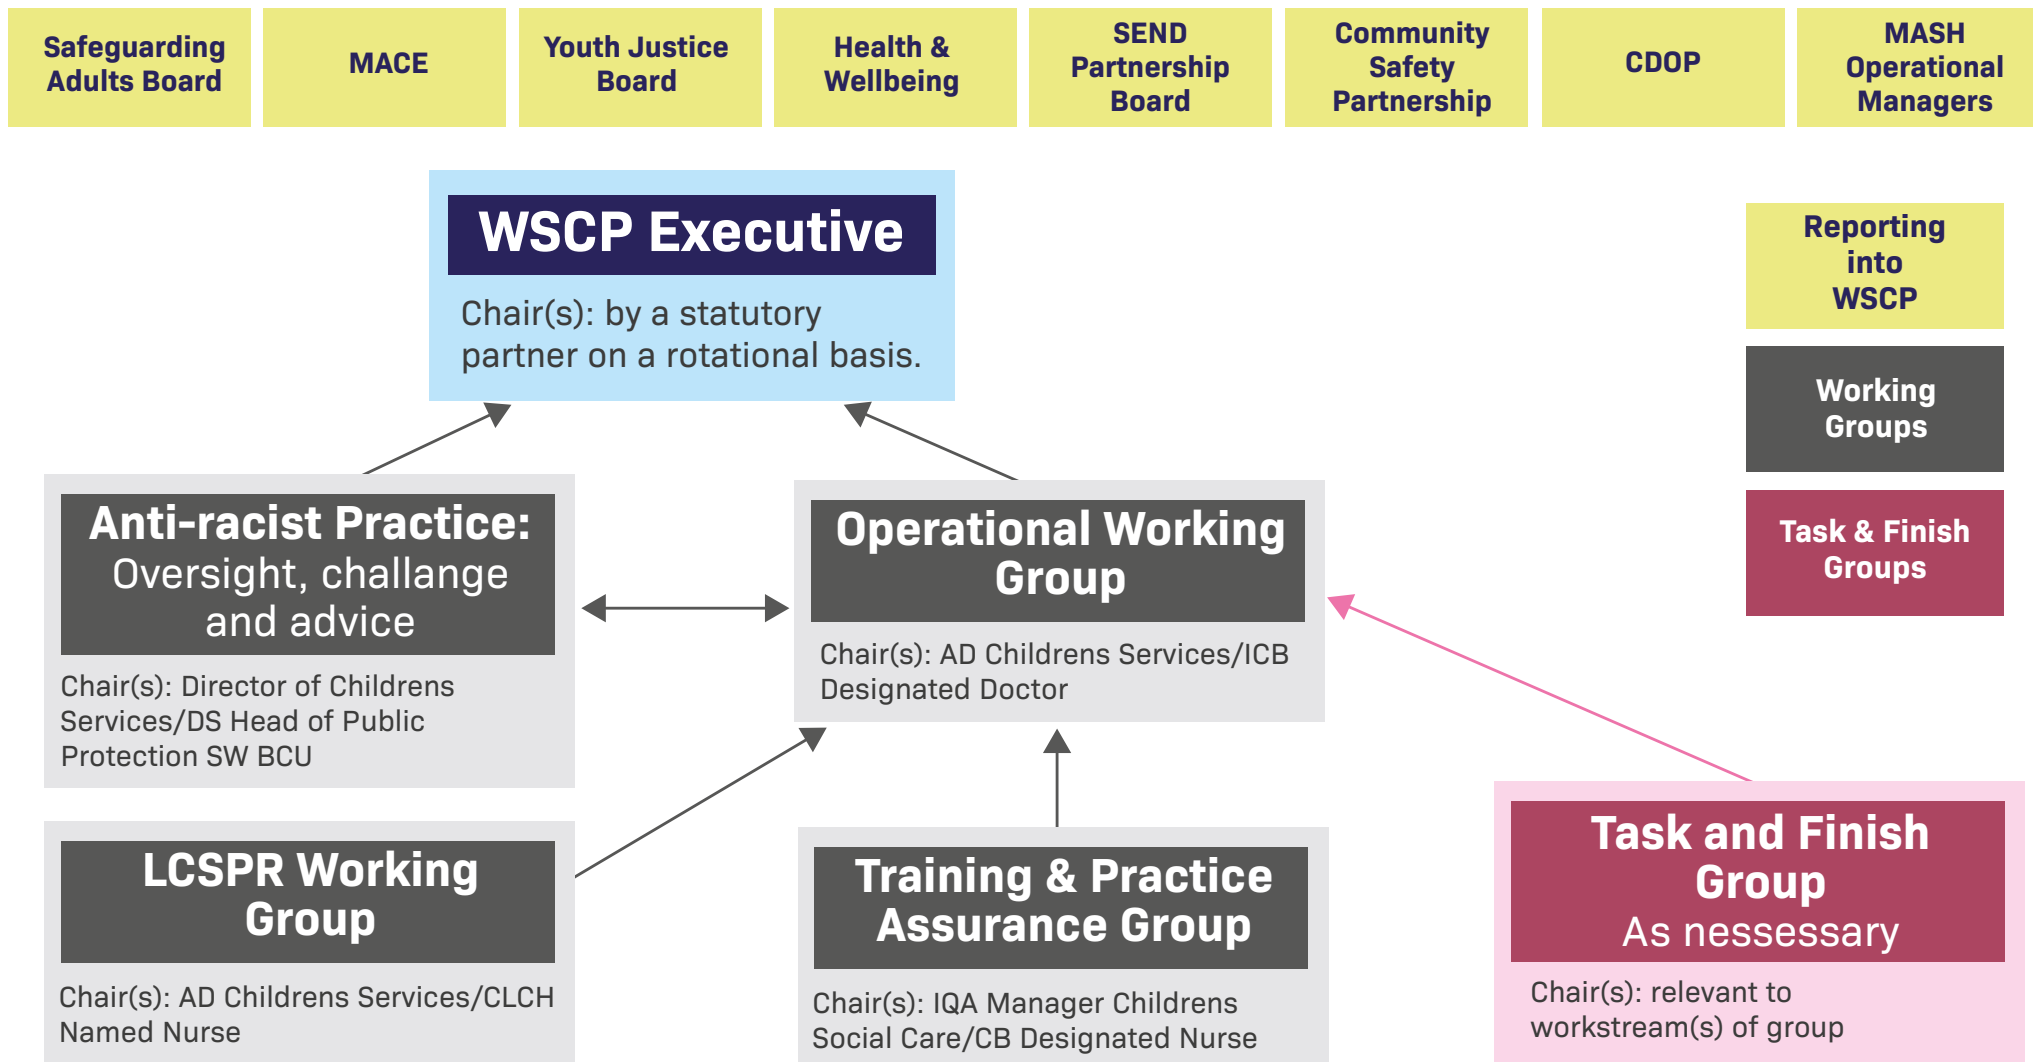 Safeguarding
Adults Board
MACE
Youth Justice
Board
Health &
Wellbeing
SEND
Partnership
Board
Community
Safety
Partnership
CDOP
MASH
Operational
Managers
WSCP Executive
Chair(s): by a statutory
partner on a rotational basis.
Reporting
into
WSCP
Working
Groups
Task & Finish
Groups
Anti-racist Practice:
Oversight, challange
and advice
Chair(s): Director of Childrens
Services/DS Head of Public
Protection SW BCU
Operational Working
Group
Chair(s): AD Childrens Services/ICB
Designated Doctor
LCSPR Working
Group
Chair(s): AD Childrens Services/CLCH
Named Nurse
Training & Practice
Assurance Group
Chair(s): IQA Manager Childrens
Social Care/CB Designated Nurse
Task and Finish
Group
As nessessary
Chair(s): relevant to
workstream(s) of group